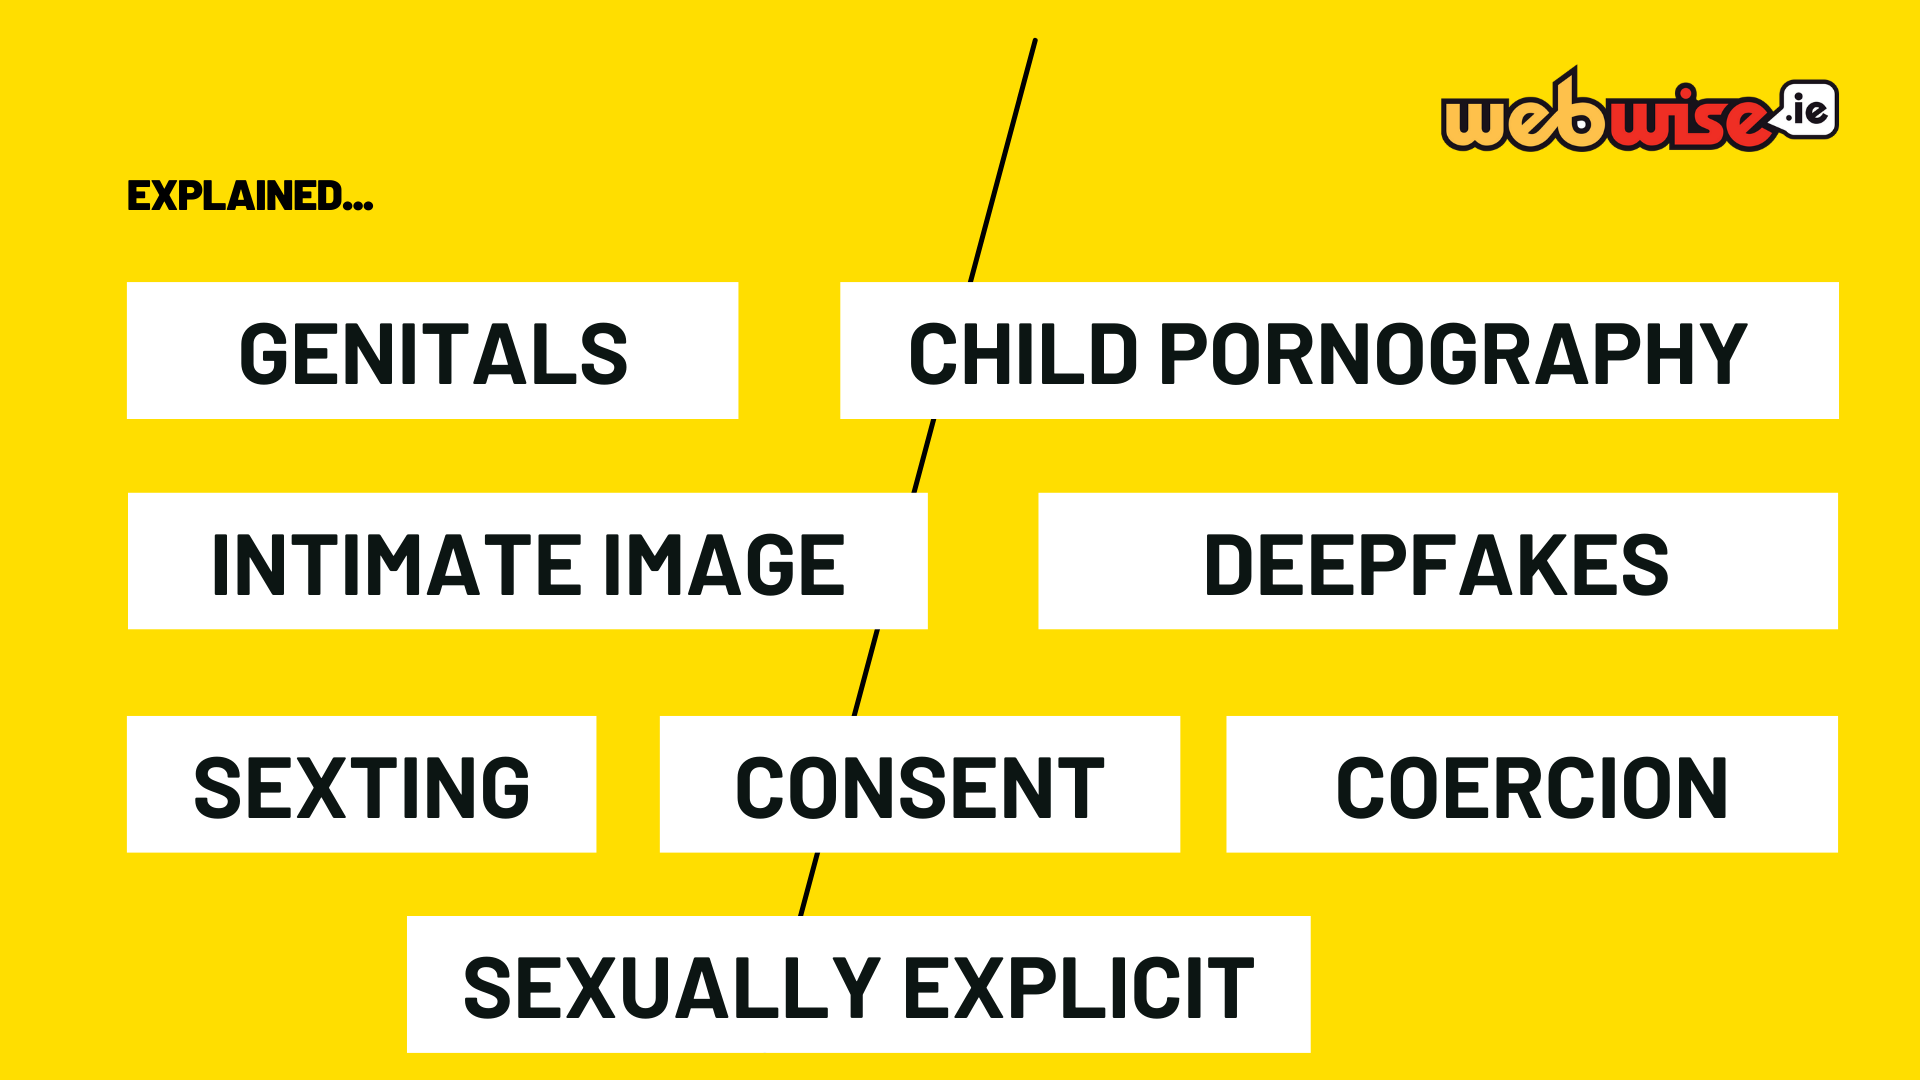 webwise.ie
EXPLAINED...
GENITALS
CHILD PORNOGRAPHY
INTIMATE IMAGE
DEEPFAKES
SEXTING
CONSENT
COERCION
SEXUALLY EXPLICIT